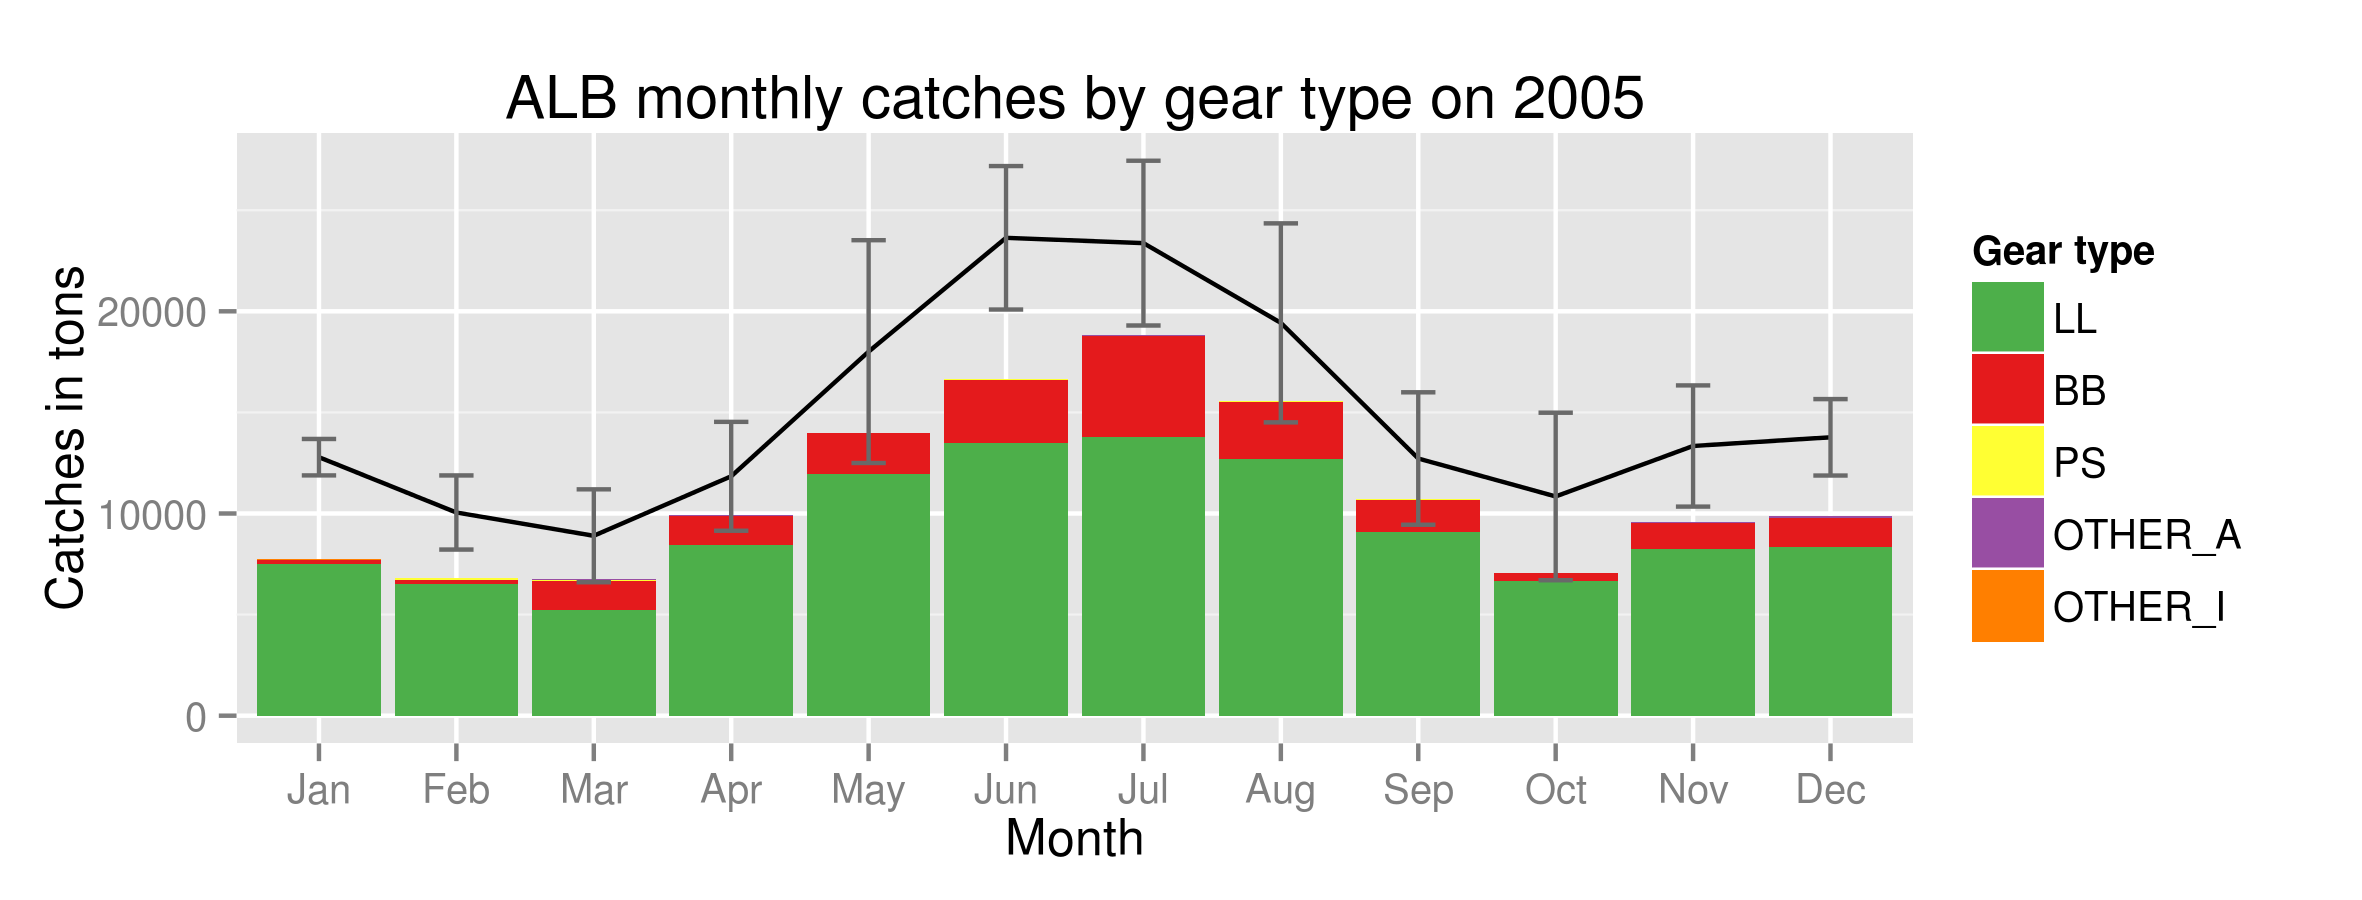 ALB monthly catches by gear type on 2005
Catches in tons
20000
10000
0
Jan Feb Mar Apr May Jun Jul Aug Sep Oct Nov Dec
Month
Gear type
LL
BB
PS
OTHER_A
OTHER_I